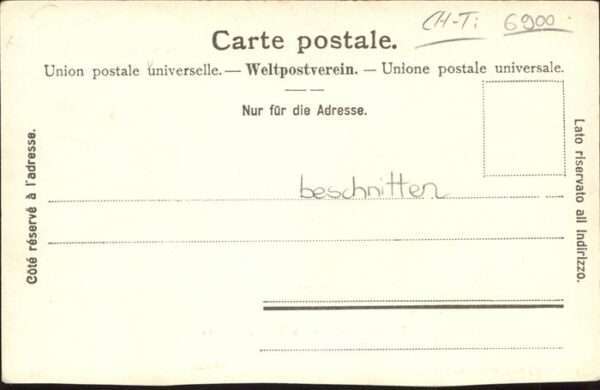 CH-T: 6900
Carte postale.
Union postale universelle. — Weltpostverein. — Unione postale universale.
Nur für die Adresse.
Côté réservé à l'adresse.
Lato riservato all indirizzo.
beschnitten